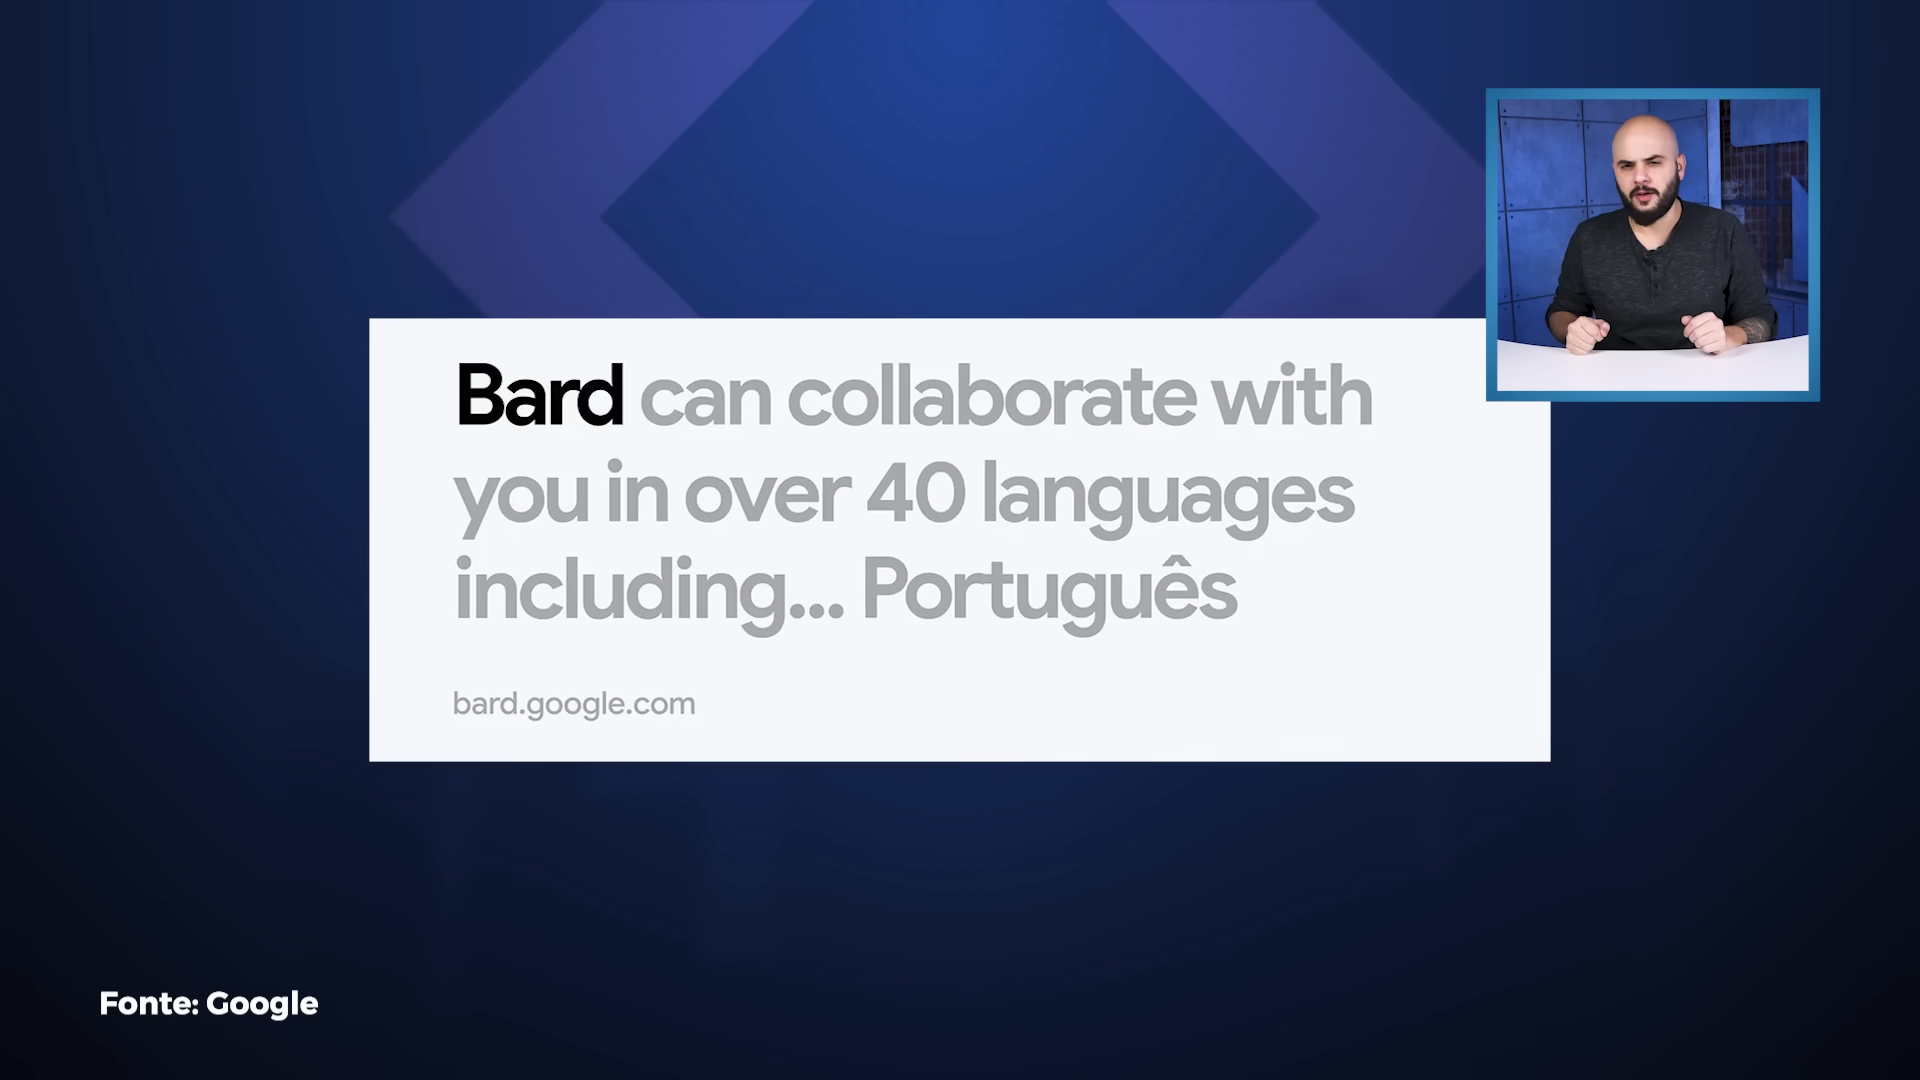 Bard can collaborate with
you in over 40 languages
including... Português
bard.google.com
Fonte: Google